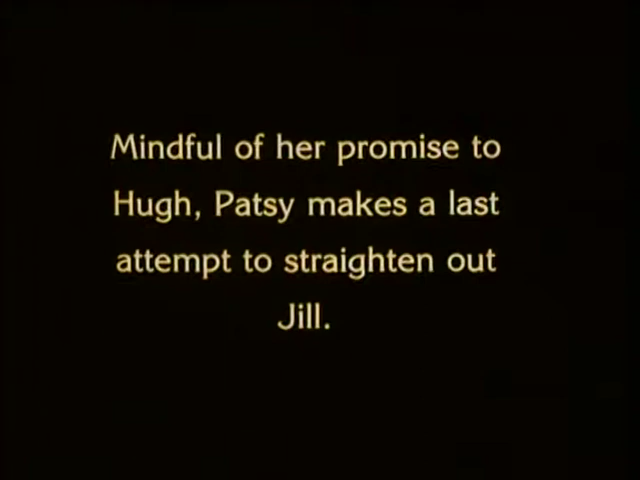 Mindful of her promise to
Hugh, Patsy makes a last
attempt to straighten out
Jill.